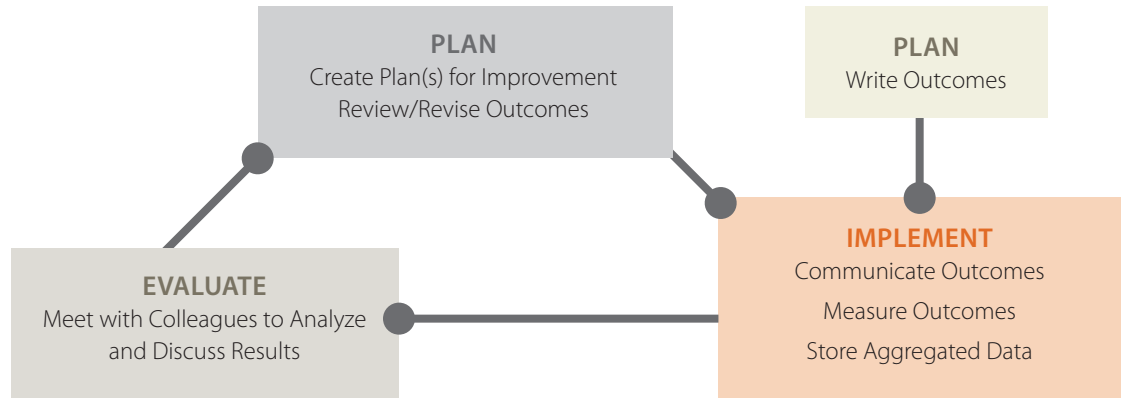 PLAN
Create Plan(s) for Improvement
Review/Revise Outcomes
PLAN
Write Outcomes
IMPLEMENT
Communicate Outcomes
Measure Outcomes
Store Aggregated Data
EVALUATE
Meet with Colleagues to Analyze
and Discuss Results